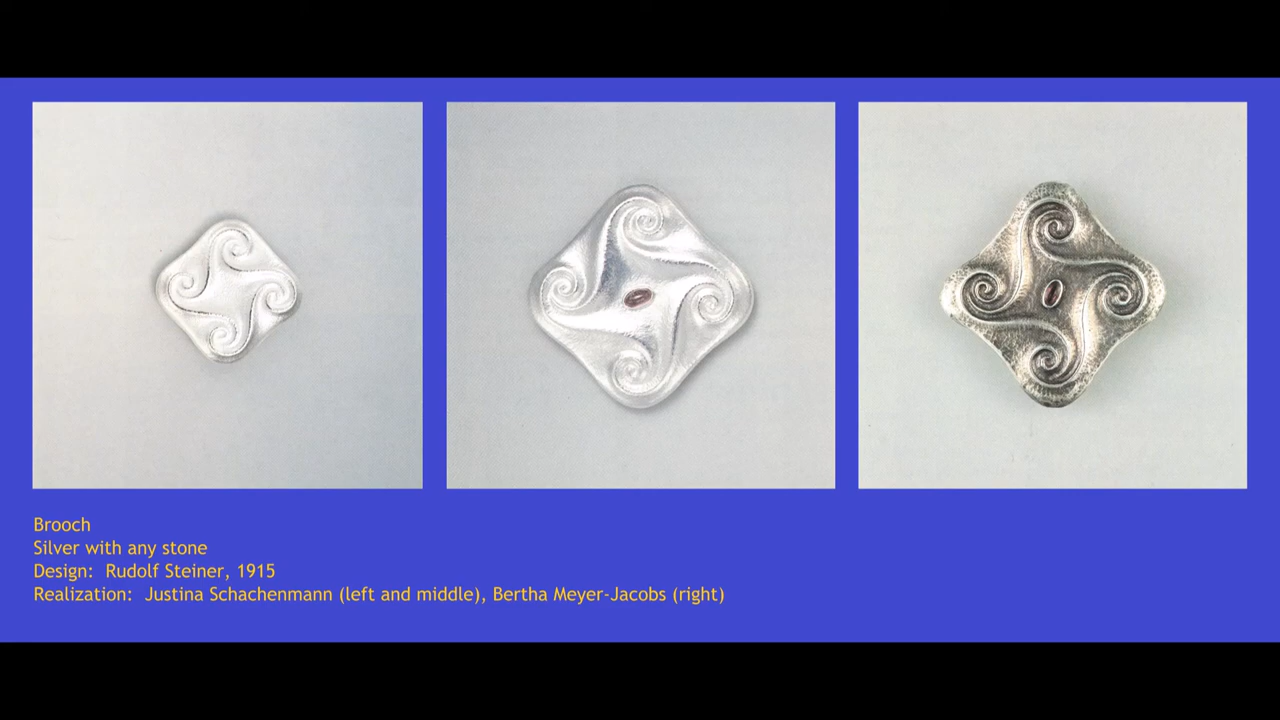 Brooch
Silver with any stone
Design:  Rudolf Steiner, 1915
Realization:  Justina Schachenmann (left and middle), Bertha Meyer-Jacobs (right)